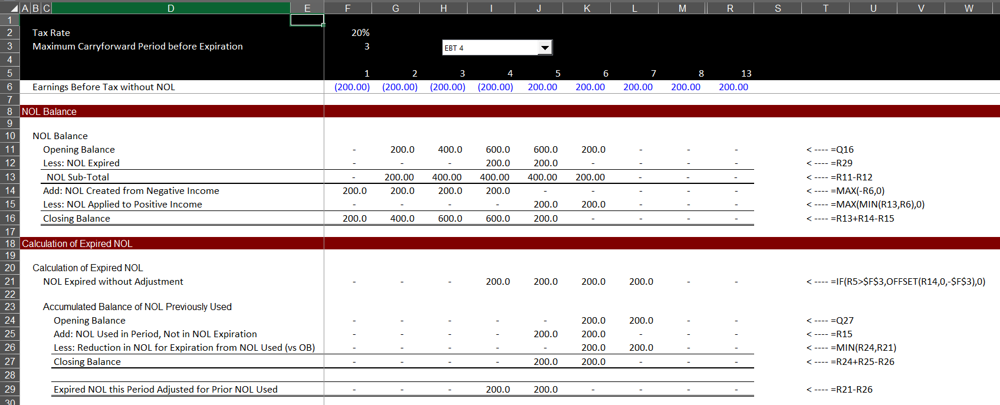 A B C D E F G H I J K L M R S T U V W
1
2 Tax Rate 20%
3 Maximum Carryforward Period before Expiration 3 EBT 4
4
5 1 2 3 4 5 6 7 8 13
6 Earnings Before Tax without NOL (200.00) (200.00) (200.00) (200.00) 200.00 200.00 200.00 200.00 200.00
7
8 NOL Balance
9
10 NOL Balance
11 Opening Balance - 200.0 400.0 600.0 600.0 200.0 - - - < ---- =Q16
12 Less: NOL Expired - - - 200.0 200.0 - - - - < ---- =R29
13 NOL Sub-Total - 200.00 400.00 400.00 400.00 200.00 - - - < ---- =R11-R12
14 Add: NOL Created from Negative Income 200.0 200.0 200.0 200.0 - - - - - < ---- =MAX(-R6,0)
15 Less: NOL Applied to Positive Income - - - - 200.0 200.0 - - - < ---- =MAX(MIN(R13,R6),0)
16 Closing Balance 200.0 400.0 600.0 600.0 200.0 - - - - < ---- =R13+R14-R15
17
18 Calculation of Expired NOL
19
20 Calculation of Expired NOL
21 NOL Expired without Adjustment - - - 200.0 200.0 200.0 200.0 - - < ---- =IF(R5>$F$3,OFFSET(R14,0,-$F$3),0)
22
23 Accumulated Balance of NOL Previously Used
24 Opening Balance - - - - - 200.0 200.0 - - < ---- =Q27
25 Add: NOL Used in Period, Not in NOL Expiration - - - - 200.0 200.0 - - - < ---- =R15
26 Less: Reduction in NOL for Expiration from NOL Used (vs OB) - - - - - 200.0 200.0 - - < ---- =MIN(R24,R21)
27 Closing Balance - - - - 200.0 200.0 - - - < ---- =R24+R25-R26
28
29 Expired NOL this Period Adjusted for Prior NOL Used - - - 200.0 200.0 - - - - < ---- =R21-R26
30